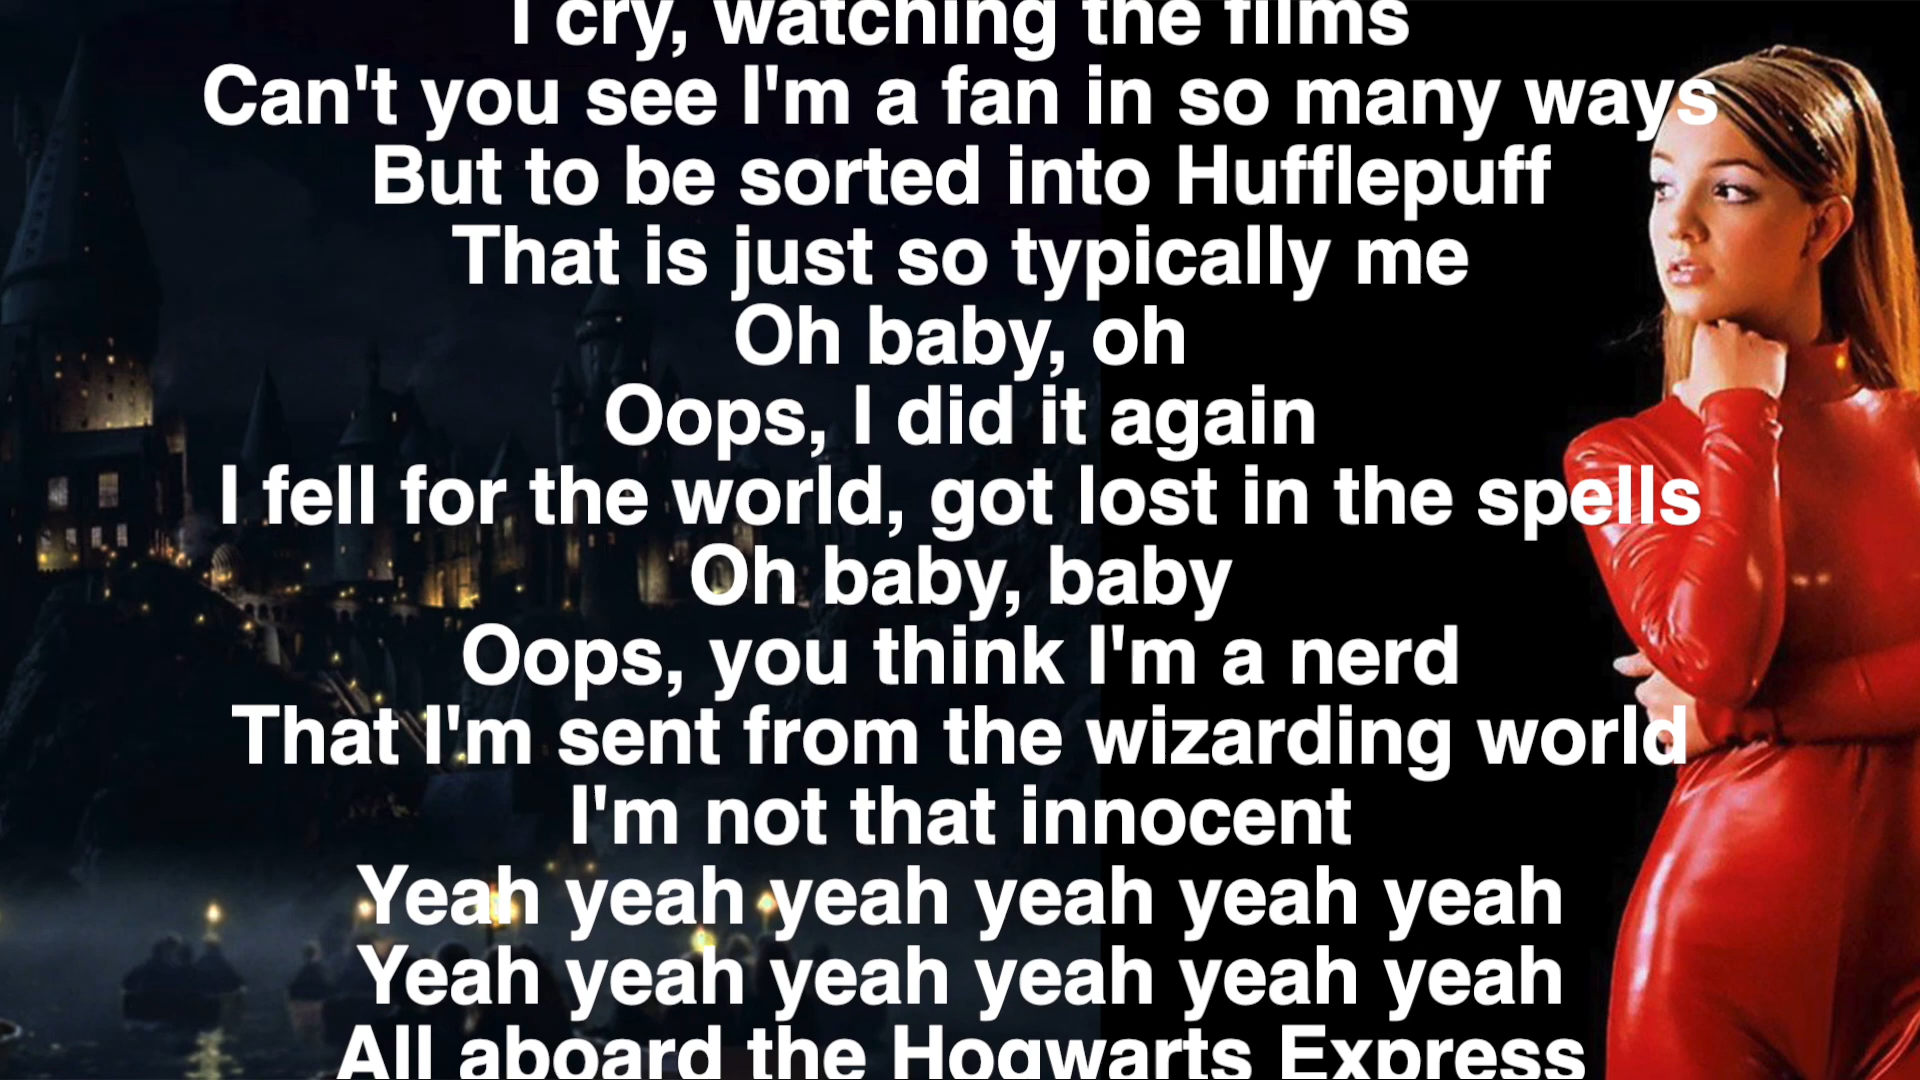 I cry, watching the films
Can't you see I'm a fan in so many ways
But to be sorted into Hufflepuff
That is just so typically me
Oh baby, oh
Oops, I did it again
I fell for the world, got lost in the spells
Oh baby, baby
Oops, you think I'm a nerd
That I'm sent from the wizarding world
I'm not that innocent
Yeah yeah yeah yeah yeah yeah
Yeah yeah yeah yeah yeah yeah
All aboard the Hogwarts Express